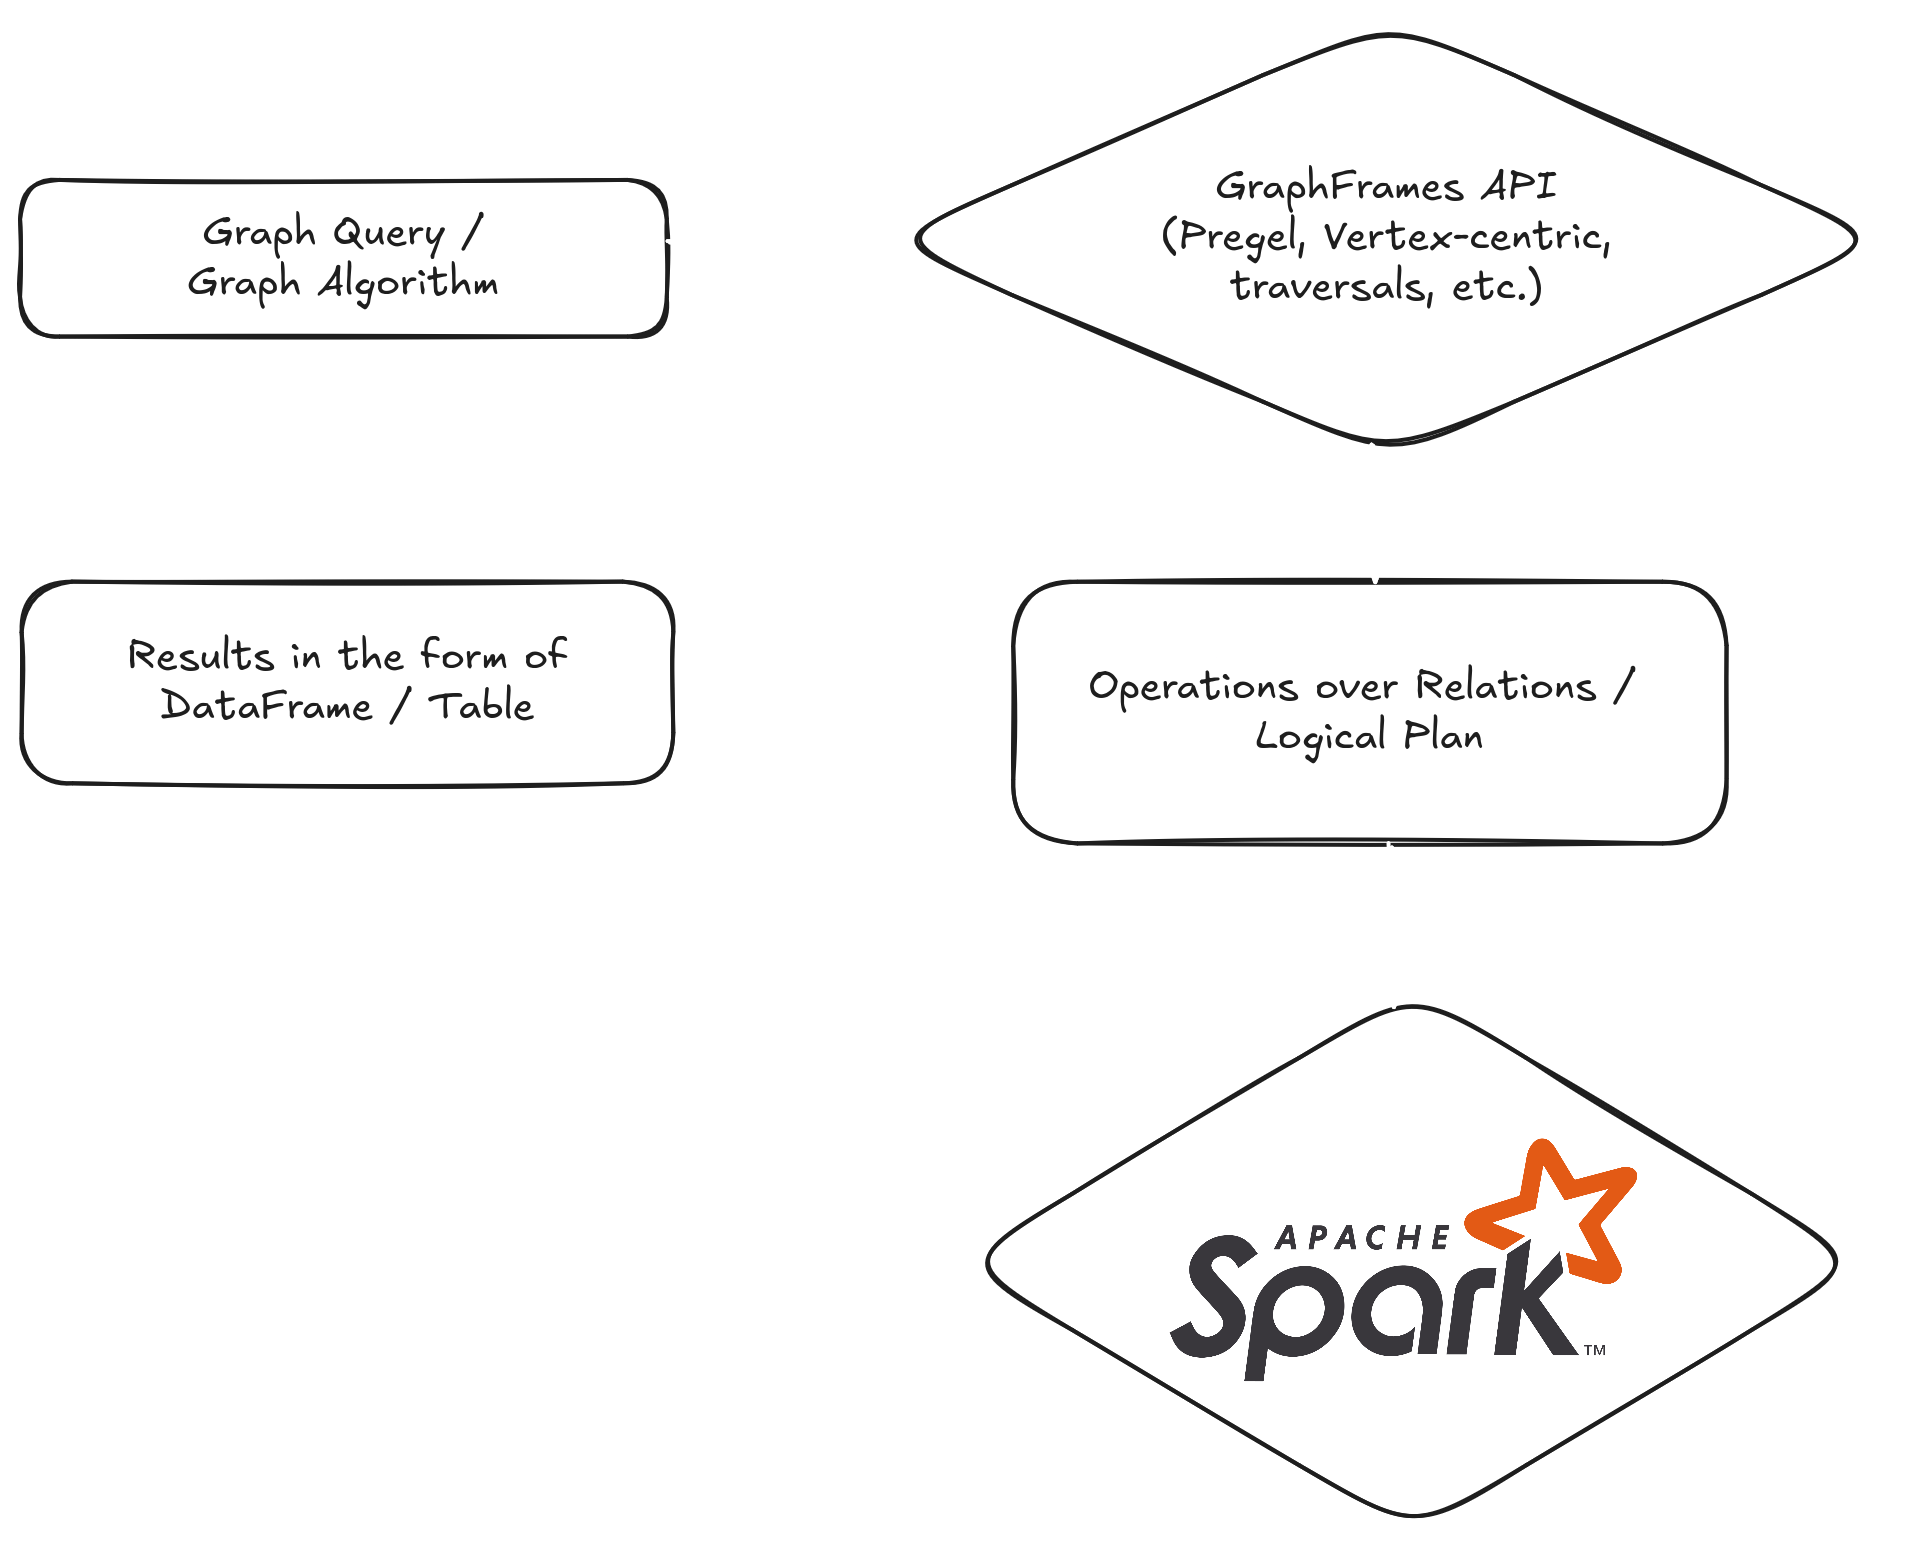 Graph Query /
Graph Algorithm
GraphFrames API
(Pregel, Vertex-centric,
traversals, etc.)
Results in the form of
DataFrame / Table
Operations over Relations /
Logical Plan
APACHE
Spark™